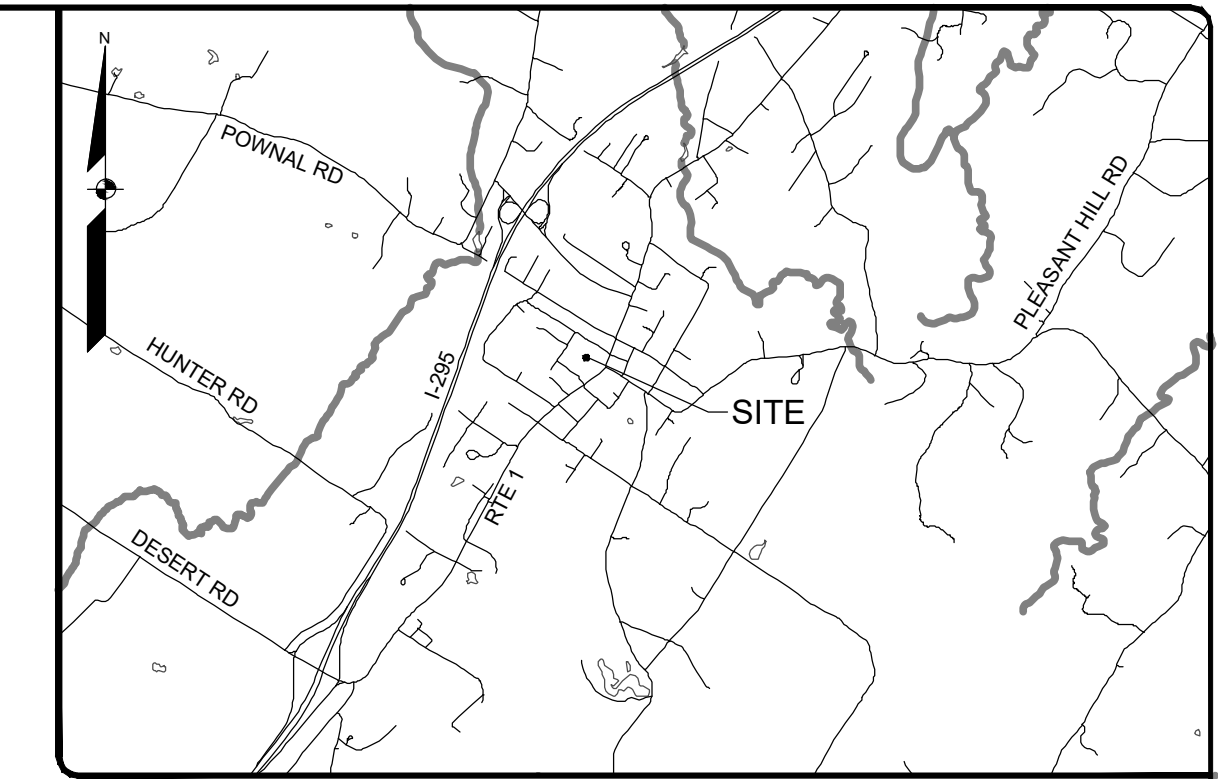 N
POWNAL RD
PLEASANT HILL RD
HUNTER RD
I-295
SITE
RTE 1
DESERT RD